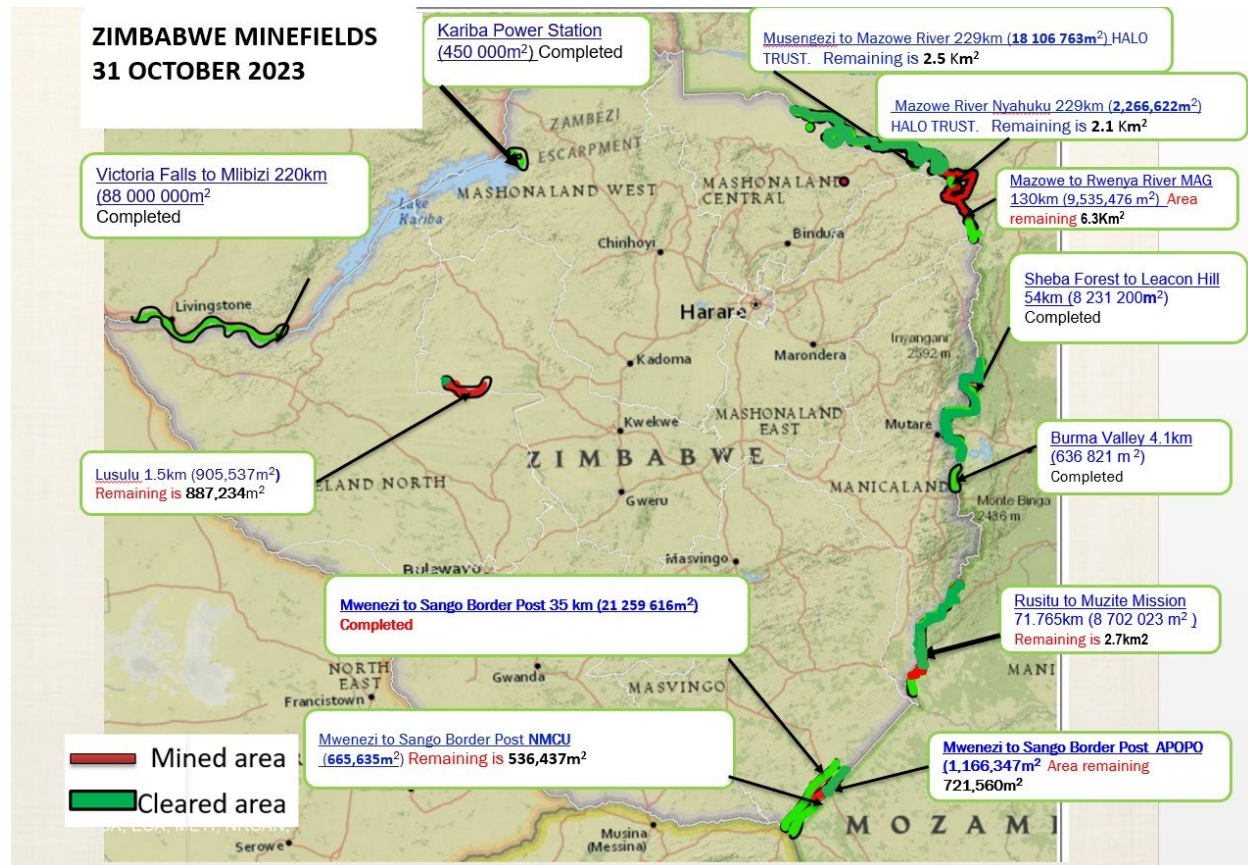 ZIMBABWE MINEFIELDS
31 OCTOBER 2023
Kariba Power Station
(450 000m²) Completed
Musengezi to Mazowe River 229km (18 106 763m²) HALO
TRUST. Remaining is 2.5 Km²
Mazowe River Nyahuku 229km (2,266,622m²)
HALO TRUST. Remaining is 2.1 Km²
Victoria Falls to Mlibizi 220km
(88 000 000m²
Completed
Mazowe to Rwenya River MAG
130km (9,535,476 m²) Area
remaining 6.3Km²
Sheba Forest to Leacon Hill
54km (8 231 200m²)
Completed
Burma Valley 4.1km
(636 821 m²)
Completed
Lusulu 1.5km (905,537m²)
Remaining is 887,234m²
Mwenezi to Sango Border Post 35 km (21 259 616m²)
Completed
Rusitu to Muzite Mission
71.765km (8 702 023 m² )
Remaining is 2.7km2
Mwenezi to Sango Border Post NMCU
(665,635m²) Remaining is 536,437m²
Mwenezi to Sango Border Post APOPO
(1,166,347m² Area remaining
721,560m²
Mined area
Cleared area
ZAMBEZI
ESCARPMENT
MASHONALAND WEST
MASHONALAND
CENTRAL
Lake
Kariba
Chinhoyi
Bindura
Livingstone
Harare
Inyangani
2592 m
Kadoma
Marondera
Kwekwe
MASHONALAND
EAST
Mutare
ZIMBABWE
ELAND NORTH
Gweru
MANICALAND
Monte Binga
2436 m
Masvingo
Bulawayo
NORTH
EAST
Francistown
Gwanda
MASVINGO
MANI
Musina
(Messina)
MOZAMI
Serowe